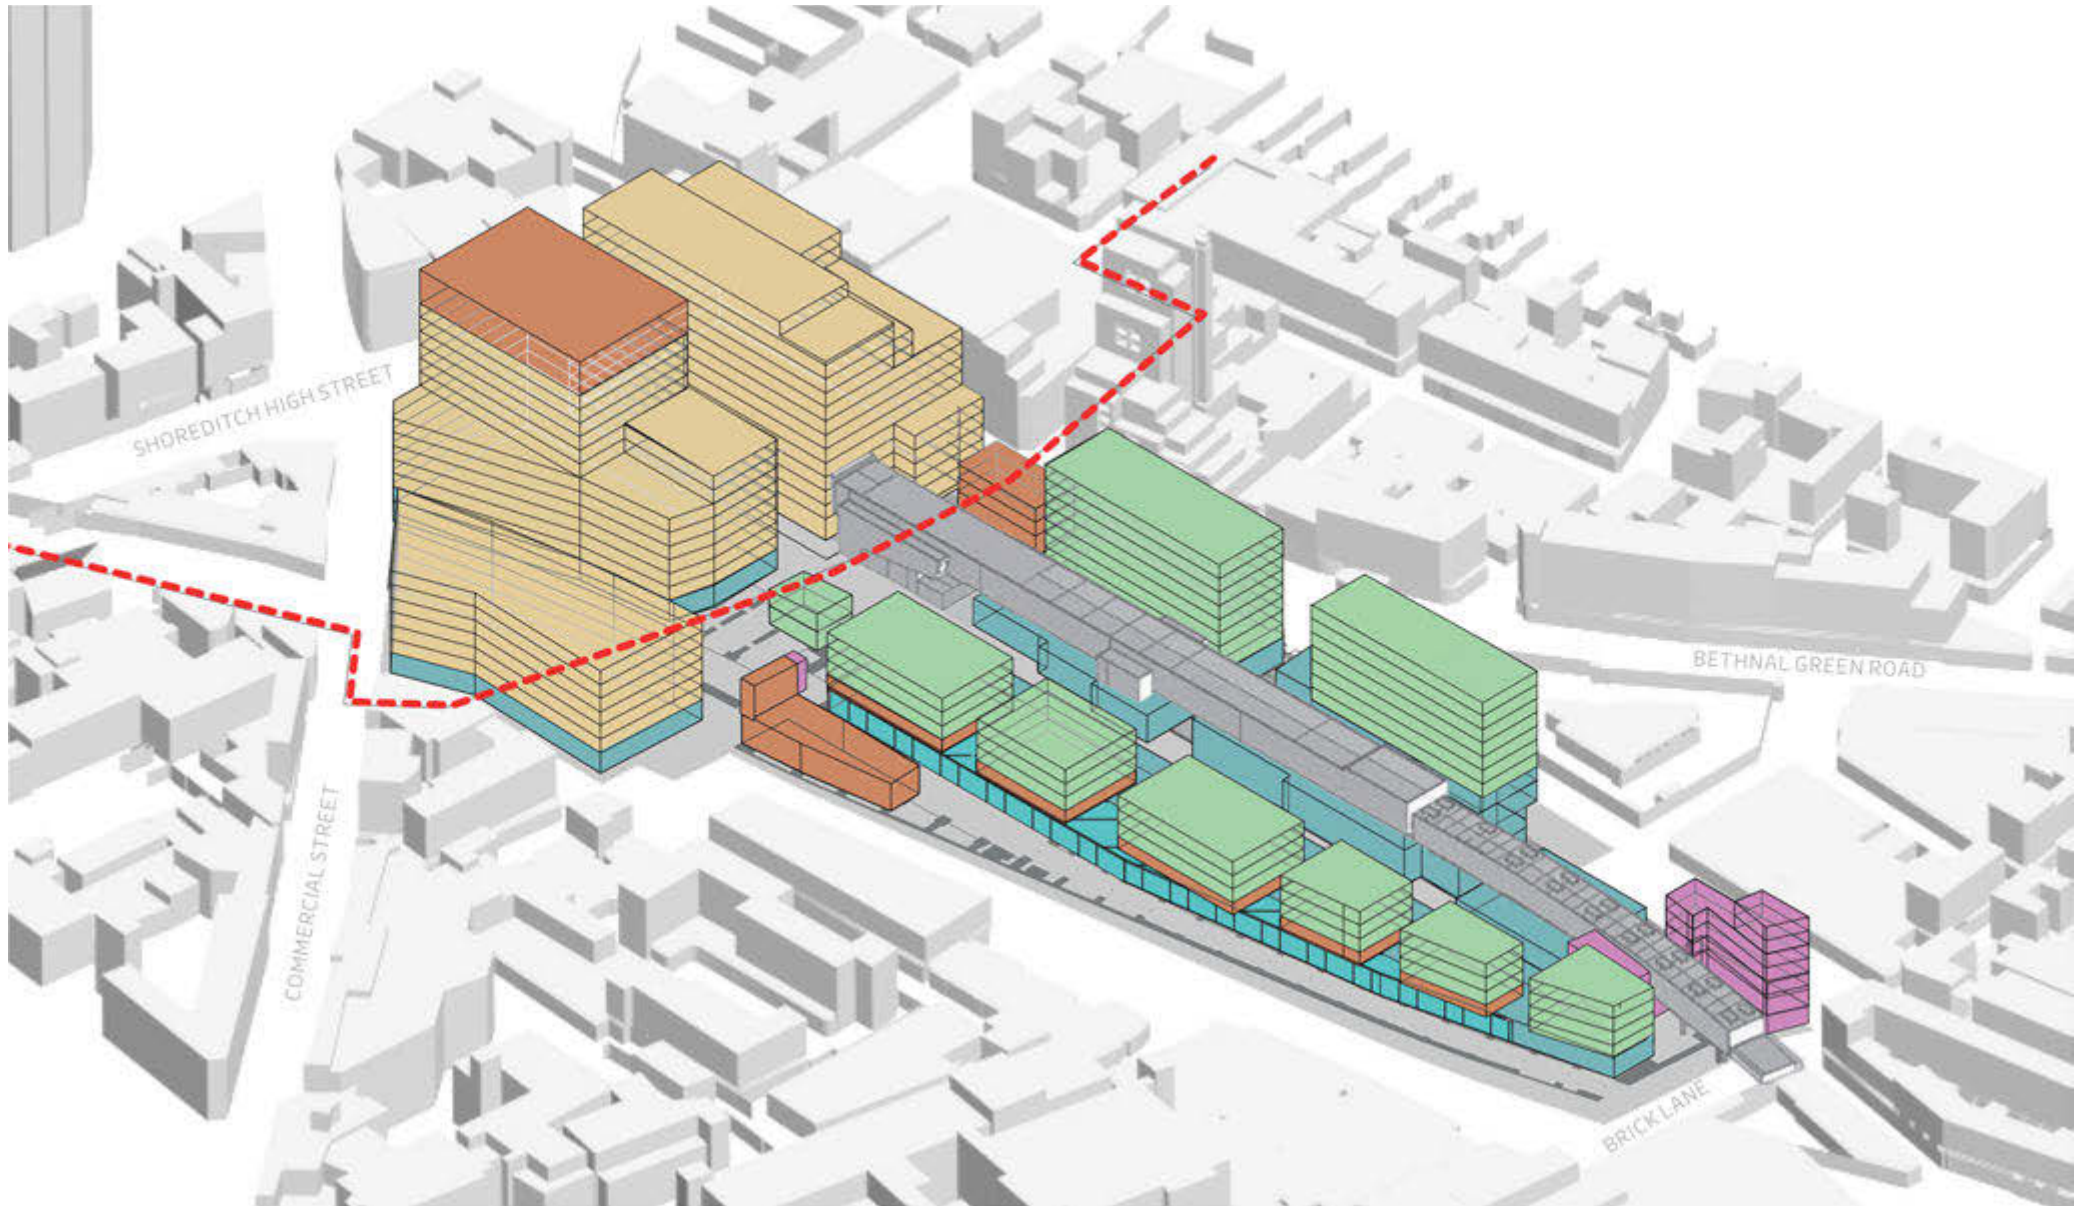 SHOREDITCH HIGH STREET
BETHNAL GREEN ROAD
COMMERCIAL STREET
BRICK LANE